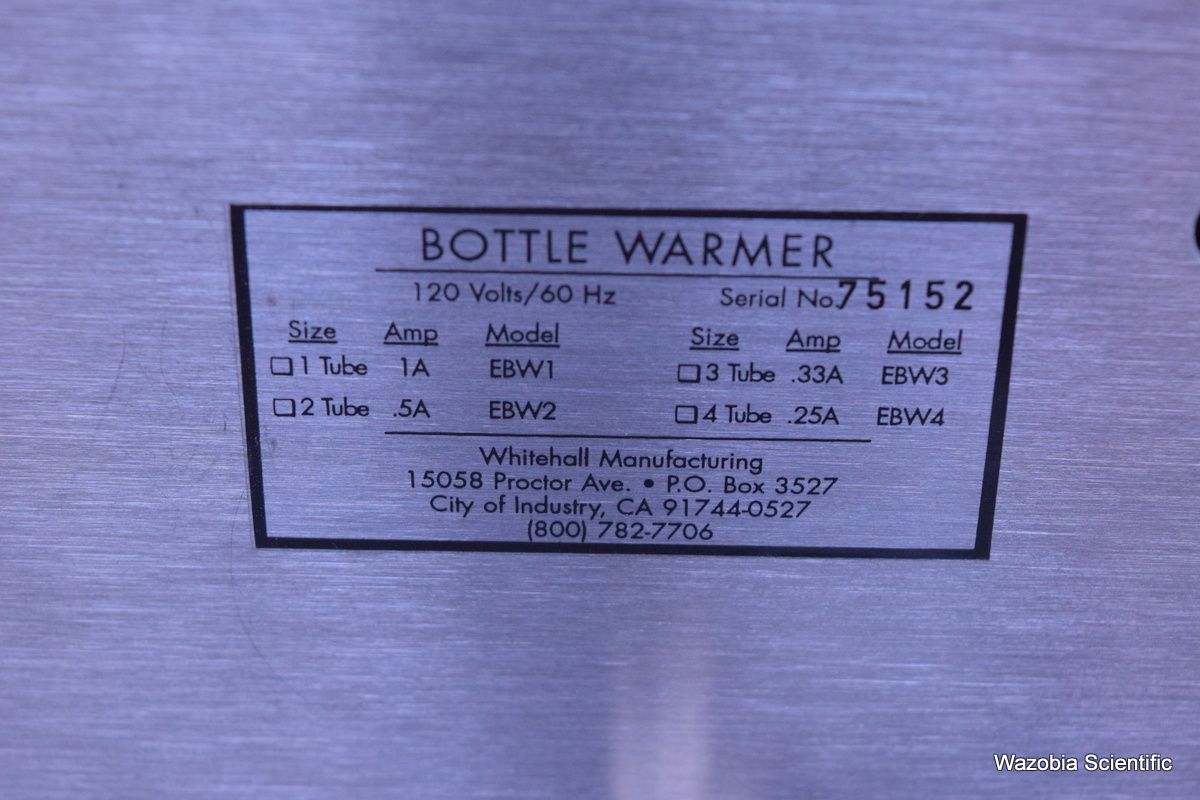 BOTTLE WARMER
120 Volts/60 Hz Serial No. 75152
Size Amp Model Size Amp Model
☐ 1 Tube 1A EBW1 ☐ 3 Tube .33A EBW3
☐ 2 Tube .5A EBW2 ☐ 4 Tube .25A EBW4
Whitehall Manufacturing
15058 Proctor Ave. • P.O. Box 3527
City of Industry, CA 91744-0527
(800) 782-7706
Wazobia Scientific